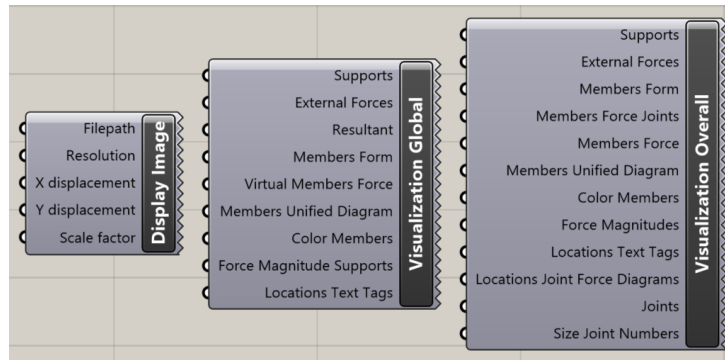 Filepath
Resolution
X displacement
Y displacement
Scale factor
Display Image
Supports
External Forces
Resultant
Members Form
Virtual Members Force
Members Unified Diagram
Color Members
Force Magnitude Supports
Locations Text Tags
Visualization Global
Supports
External Forces
Members Form
Members Force Joints
Members Force
Members Unified Diagram
Color Members
Force Magnitudes
Locations Text Tags
Locations Joint Force Diagrams
Joints
Size Joint Numbers
Visualization Overall